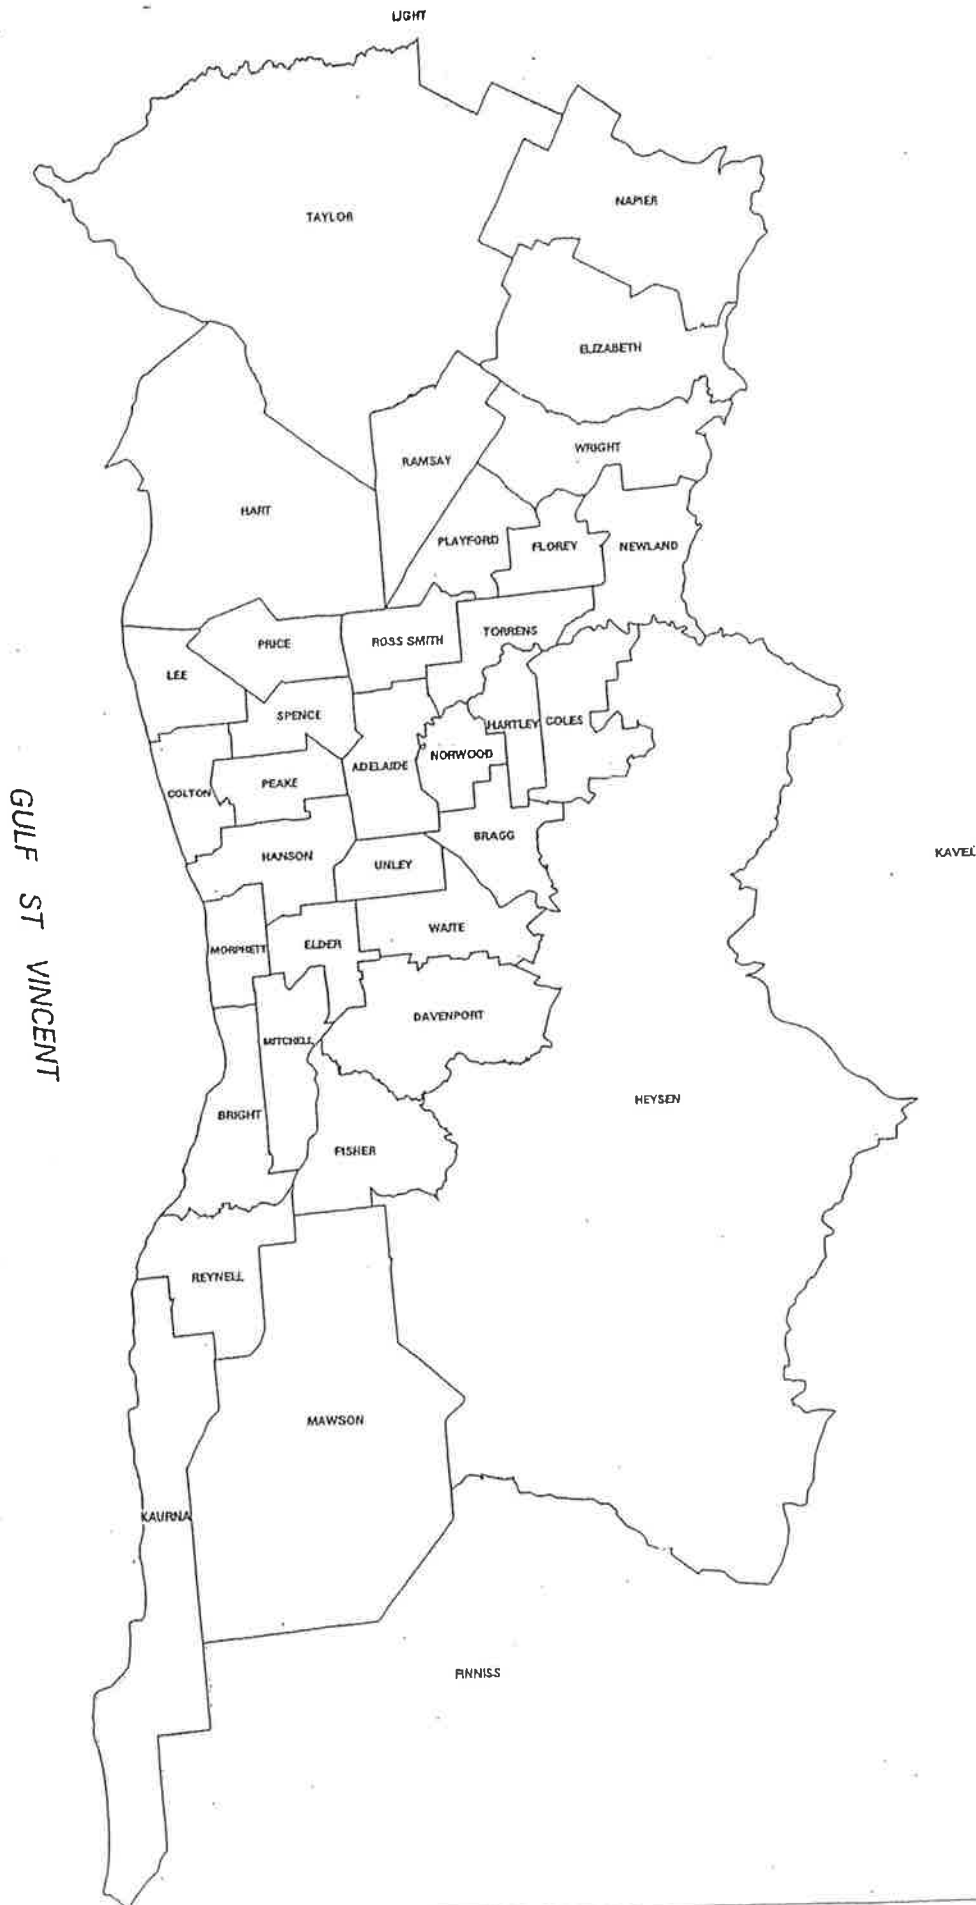 LIGHT
TAYLOR
NAPIER
ELIZABETH
WRIGHT
RAMSAY
HART
PLAYFORD
FLOREY
NEWLAND
TORRENS
ROSS SMITH
PRICE
LEE
SPENCE
HARTLEY
COLES
NORWOOD
ADELAIDE
PEAKE
COLTON
BRAGG
KAVEL
HANSON
UNLEY
GULF ST VINCENT
WAITE
ELDER
MORPHETT
DAVENPORT
MITCHELL
HEYSEN
BRIGHT
FISHER
REYNELL
MAWSON
KAURNA
FINNISS